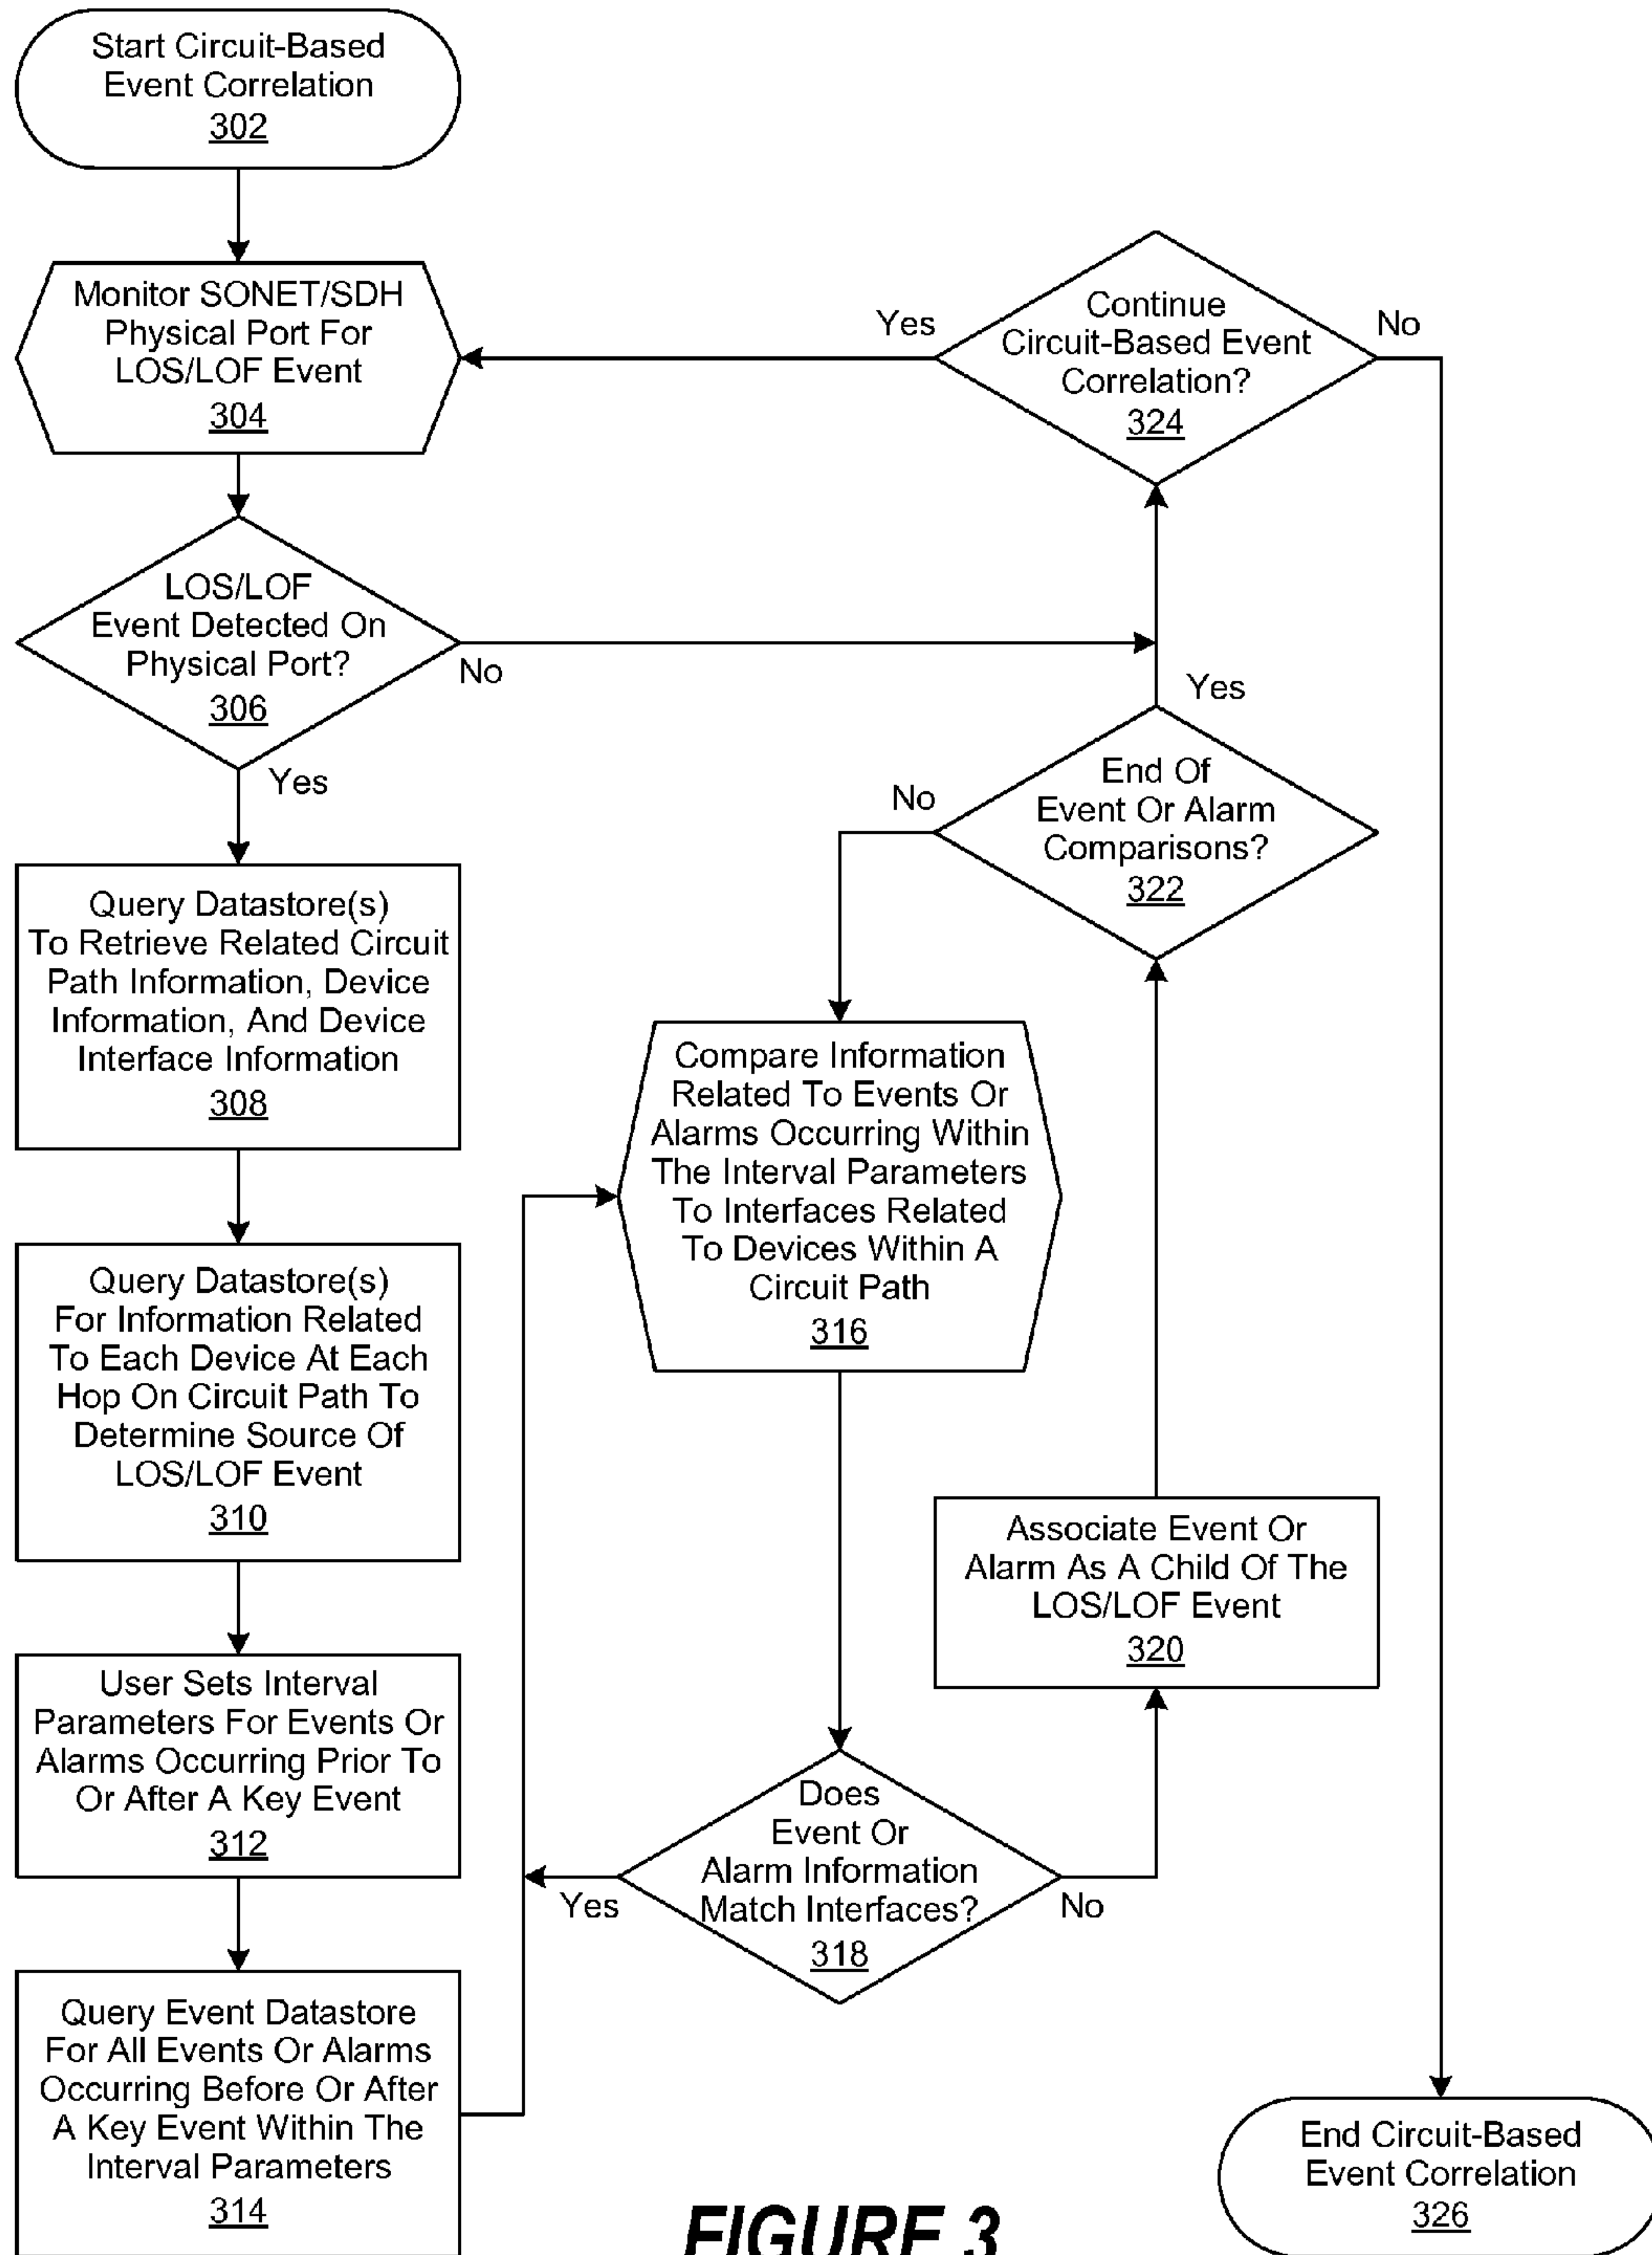 Start Circuit-Based
Event Correlation
302
Monitor SONET/SDH
Physical Port For
LOS/LOF Event
304
Yes
Continue
Circuit-Based Event
Correlation?
324
No
LOS/LOF
Event Detected On
Physical Port?
306
No
Yes
Yes
End Of
Event Or Alarm
Comparisons?
322
No
Query Datastore(s)
To Retrieve Related Circuit
Path Information, Device
Information, And Device
Interface Information
308
Compare Information
Related To Events Or
Alarms Occurring Within
The Interval Parameters
To Interfaces Related
To Devices Within A
Circuit Path
316
Query Datastore(s)
For Information Related
To Each Device At Each
Hop On Circuit Path To
Determine Source Of
LOS/LOF Event
310
Associate Event Or
Alarm As A Child Of The
LOS/LOF Event
320
User Sets Interval
Parameters For Events Or
Alarms Occurring Prior To
Or After A Key Event
312
Does
Event Or
Alarm Information
Match Interfaces?
318
Yes
No
Query Event Datastore
For All Events Or Alarms
Occurring Before Or After
A Key Event Within The
Interval Parameters
314
End Circuit-Based
Event Correlation
326
FIGURE 3